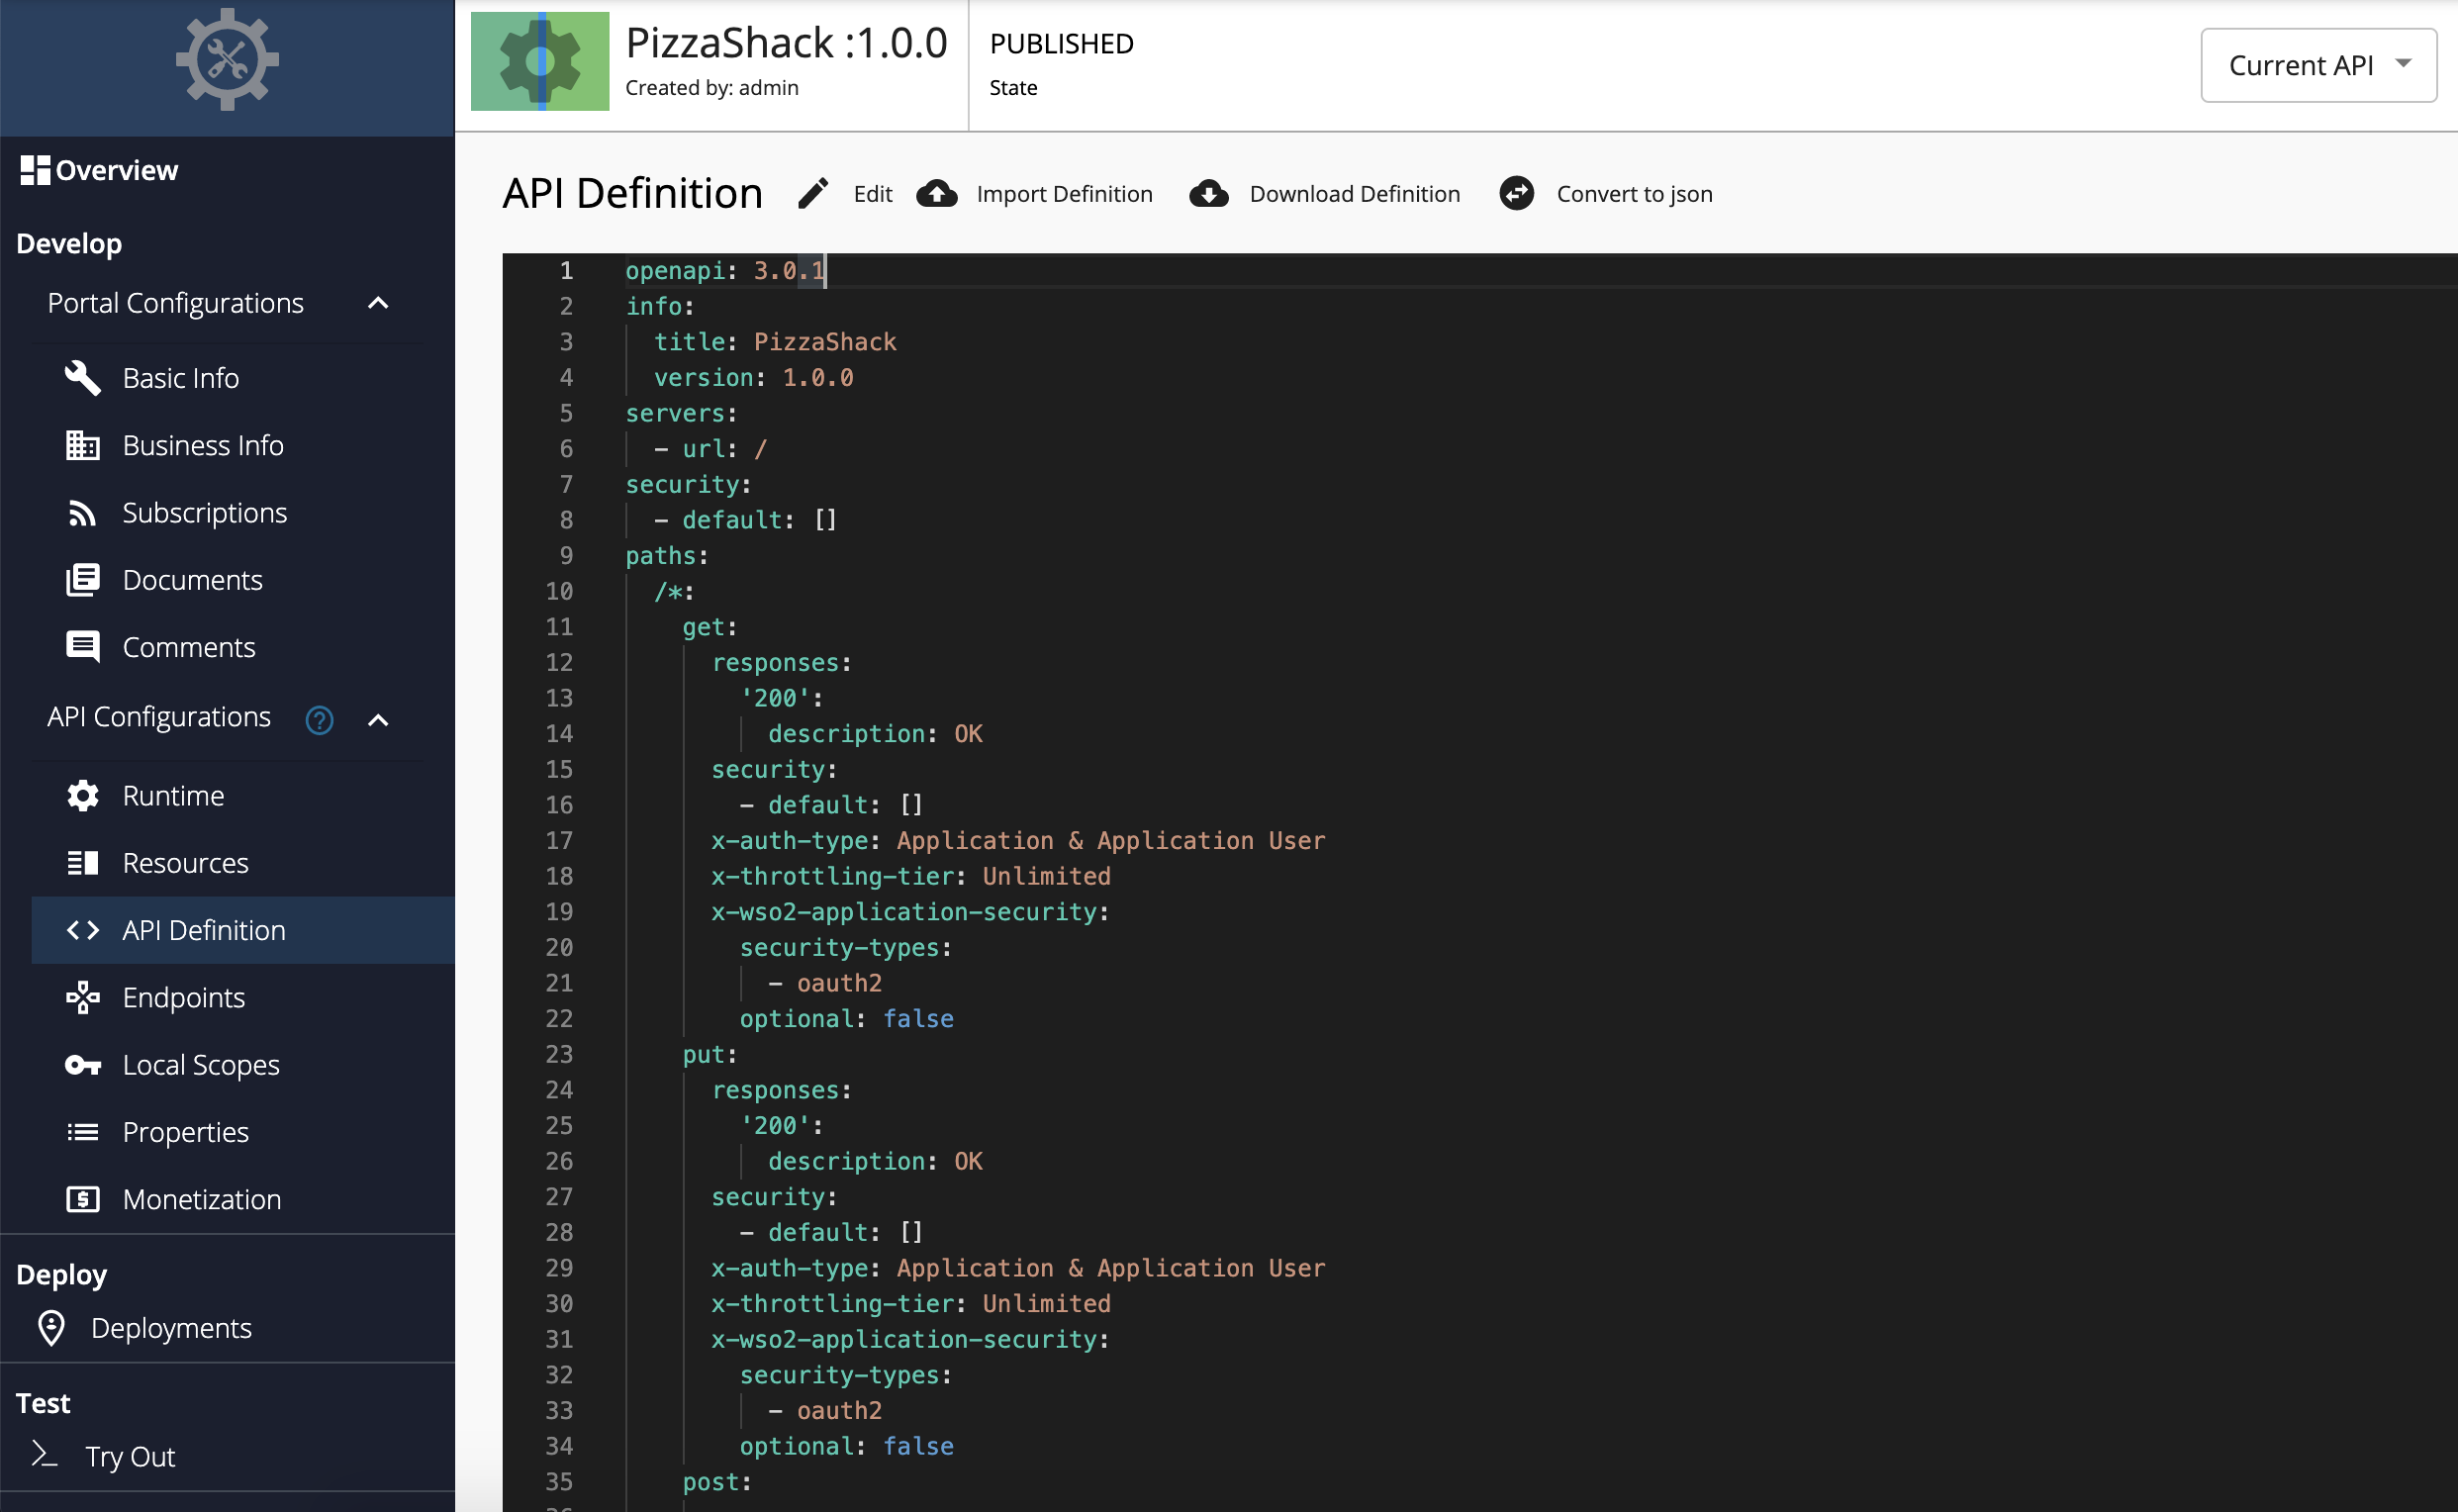 PizzaShack :1.0.0
Created by: admin
PUBLISHED
State
Current API
Overview
Develop
Portal Configurations
Basic Info
Business Info
Subscriptions
Documents
Comments
API Configurations
Runtime
Resources
API Definition
Endpoints
Local Scopes
Properties
Monetization
Deploy
Deployments
Test
Try Out
API Definition Edit Import Definition Download Definition Convert to json
1 openapi: 3.0.1
2 info:
3 title: PizzaShack
4 version: 1.0.0
5 servers:
6 - url: /
7 security:
8 - default: []
9 paths:
10 /*:
11 get:
12 responses:
13 '200':
14 description: OK
15 security:
16 - default: []
17 x-auth-type: Application & Application User
18 x-throttling-tier: Unlimited
19 x-wso2-application-security:
20 security-types:
21 - oauth2
22 optional: false
23 put:
24 responses:
25 '200':
26 description: OK
27 security:
28 - default: []
29 x-auth-type: Application & Application User
30 x-throttling-tier: Unlimited
31 x-wso2-application-security:
32 security-types:
33 - oauth2
34 optional: false
35 post: